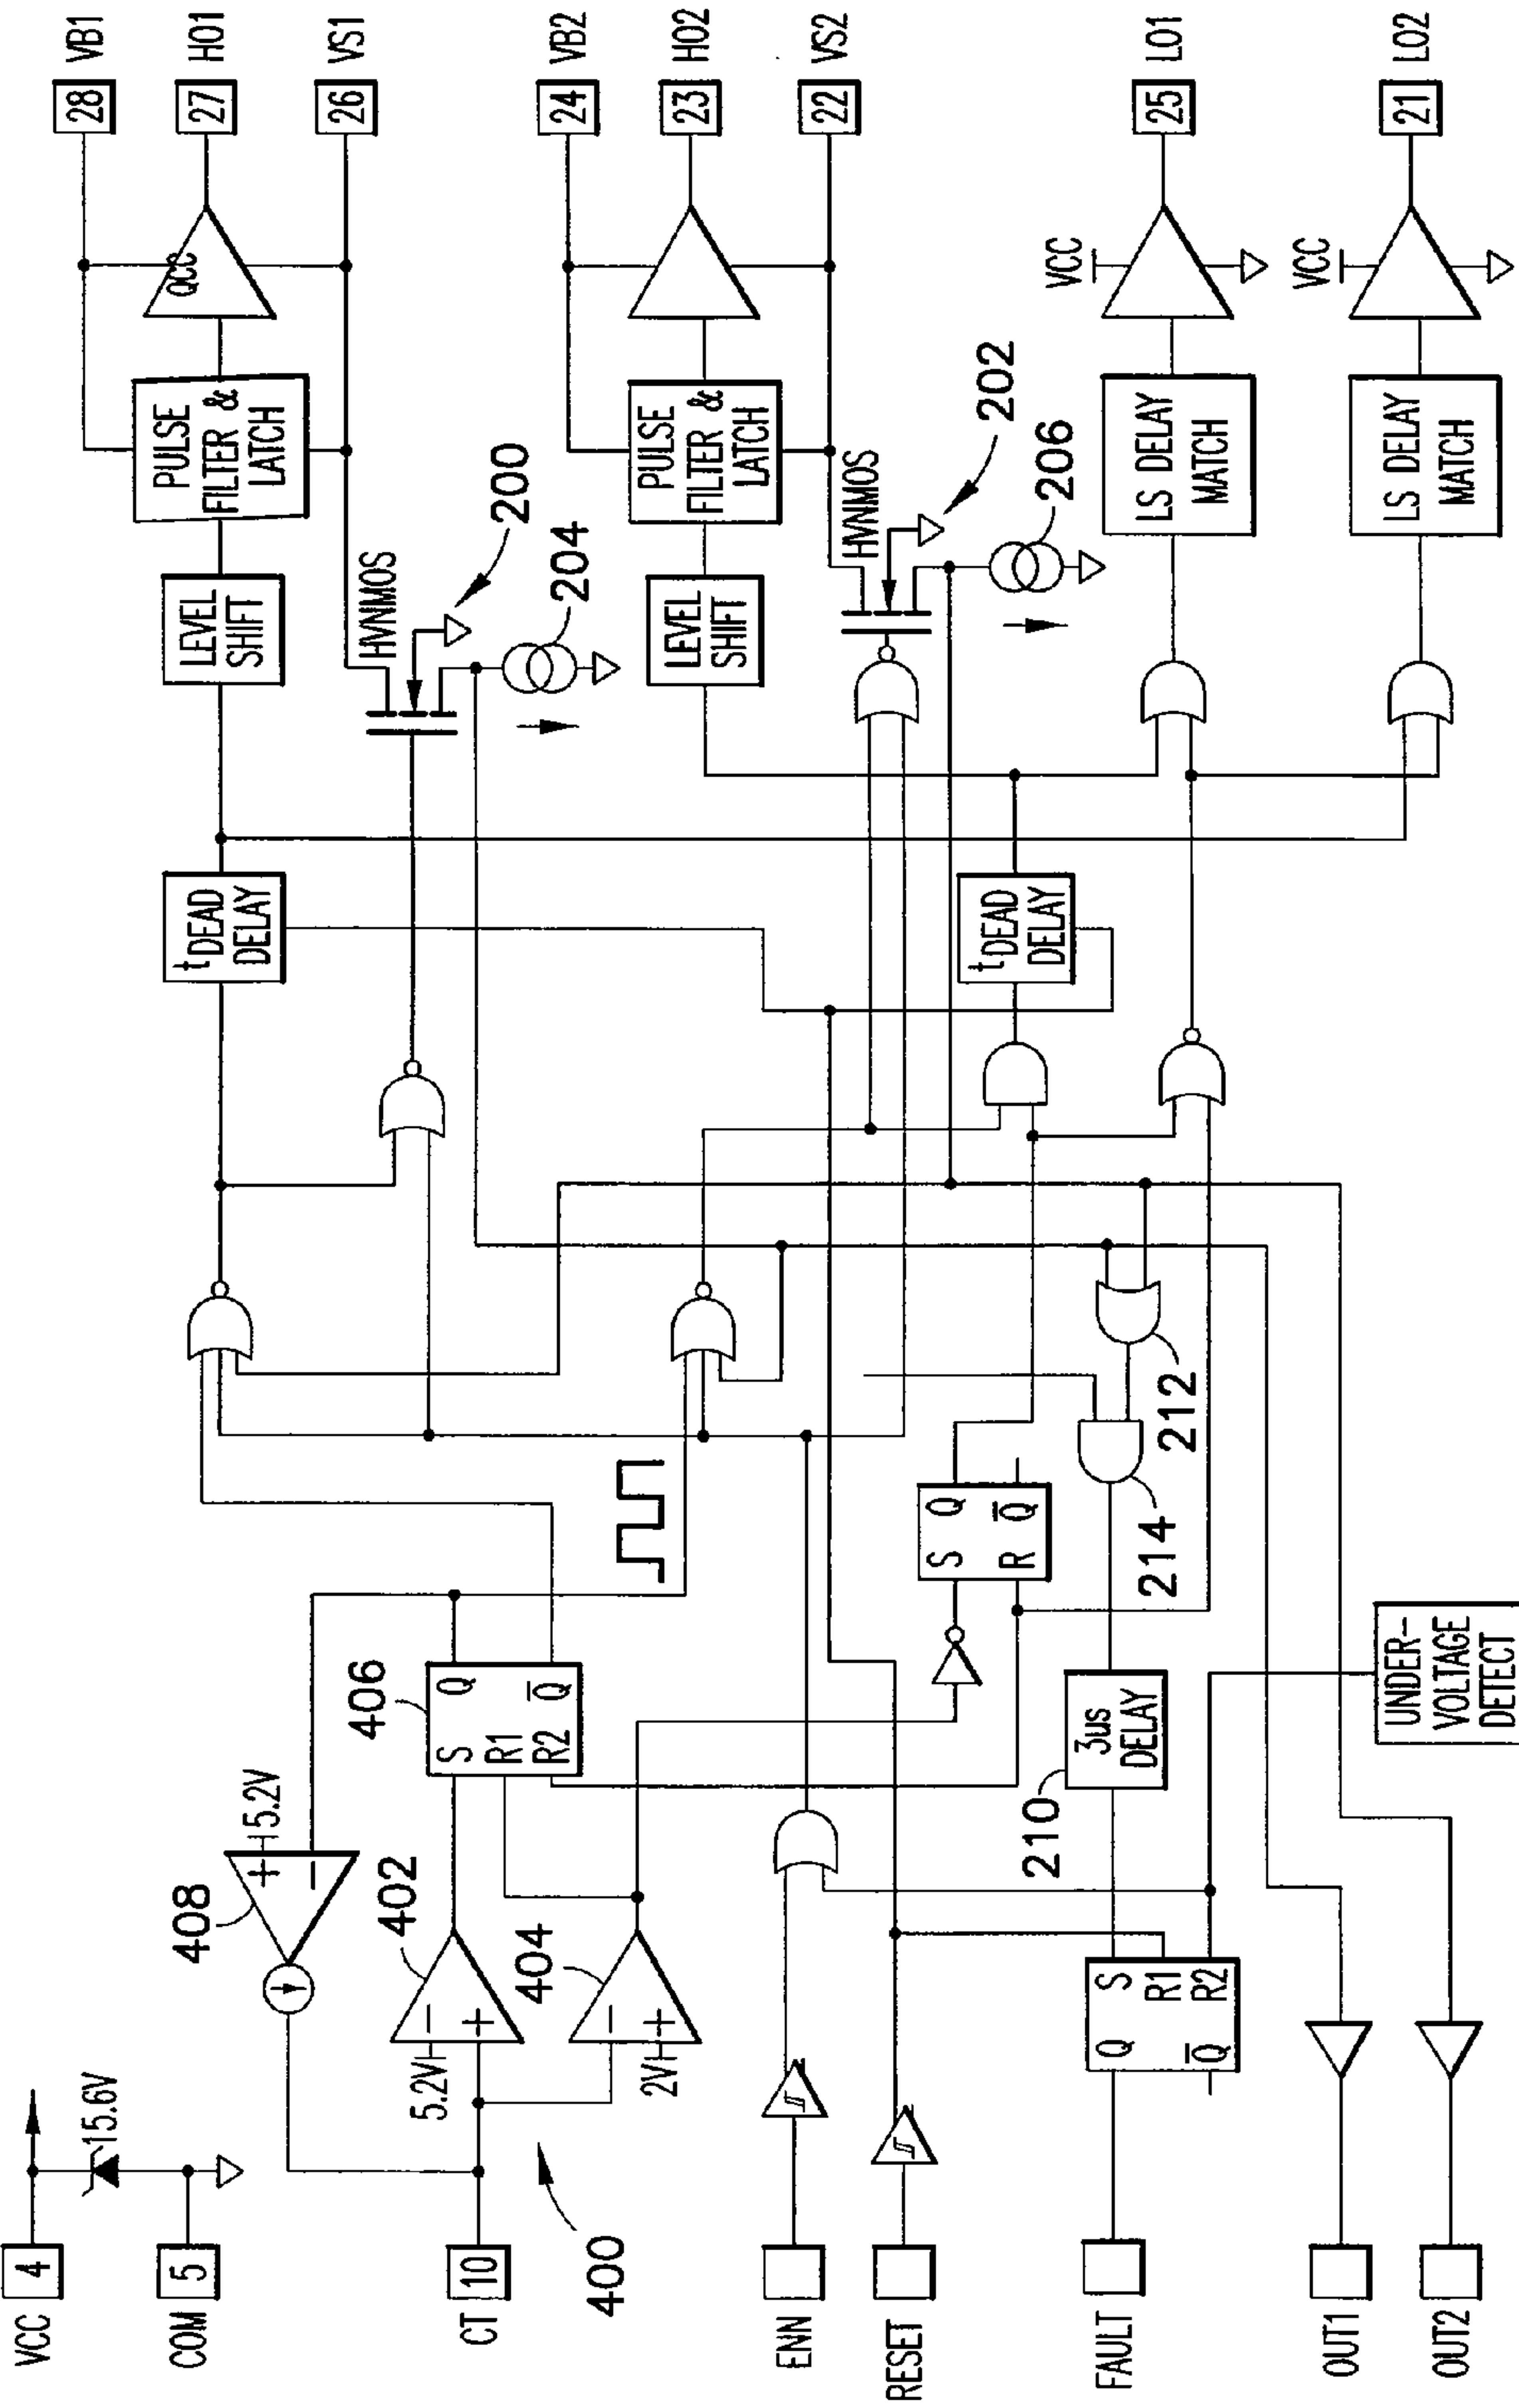 VCC
4
15.6V
COM
5
CT
10
400
408
+
5.2V
−
402
5.2V
−
+
404
−
2V
+
406
S
Q
R1
R2
Q̅
ENN
RESET
FAULT
Q
S
R1
Q̅
R2
OUT1
OUT2
210
3us
DELAY
UNDER-
VOLTAGE
DETECT
S
Q
R
Q̅
214
212
tDEAD
DELAY
tDEAD
DELAY
LEVEL
SHIFT
PULSE
FILTER &
LATCH
QCC
HVNMOS
200
204
LEVEL
SHIFT
PULSE
FILTER &
LATCH
HVNMOS
202
206
LS DELAY
MATCH
VCC
LS DELAY
MATCH
VCC
28
VB1
27
HO1
26
VS1
24
VB2
23
HO2
22
VS2
25
LO1
21
LO2